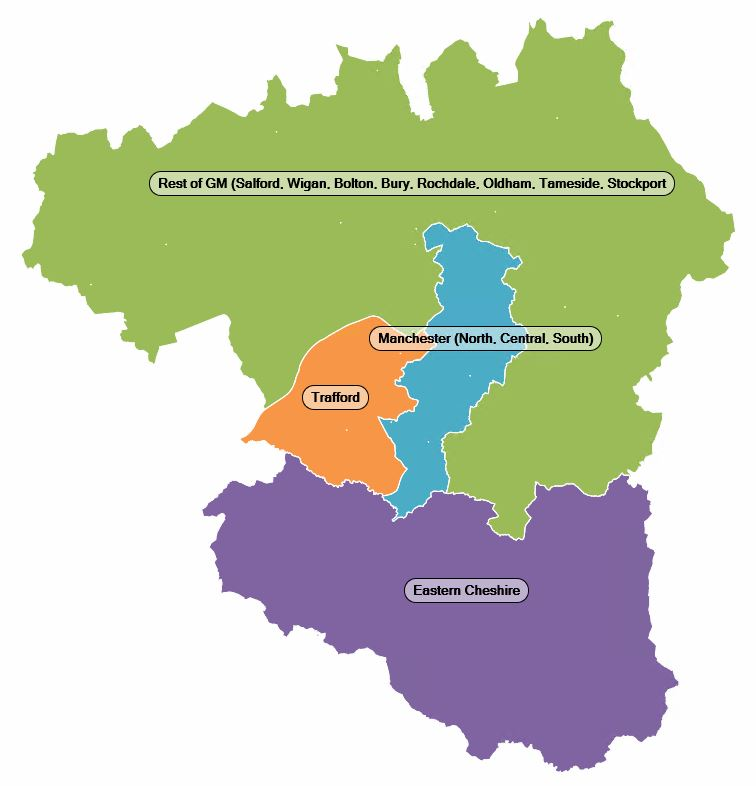 Rest of GM (Salford, Wigan, Bolton, Bury, Rochdale, Oldham, Tameside, Stockport
Manchester (North, Central, South)
Trafford
Eastern Cheshire